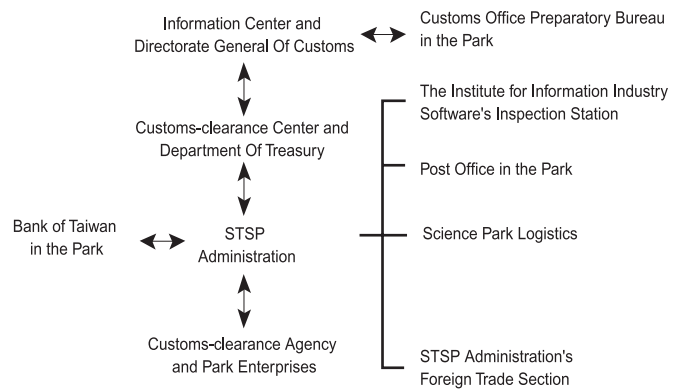 Information Center and
Directorate General Of Customs
Customs Office Preparatory Bureau
in the Park
The Institute for Information Industry
Software's Inspection Station
Customs-clearance Center and
Department Of Treasury
Post Office in the Park
Bank of Taiwan
in the Park
STSP
Administration
Science Park Logistics
Customs-clearance Agency
and Park Enterprises
STSP Administration's
Foreign Trade Section